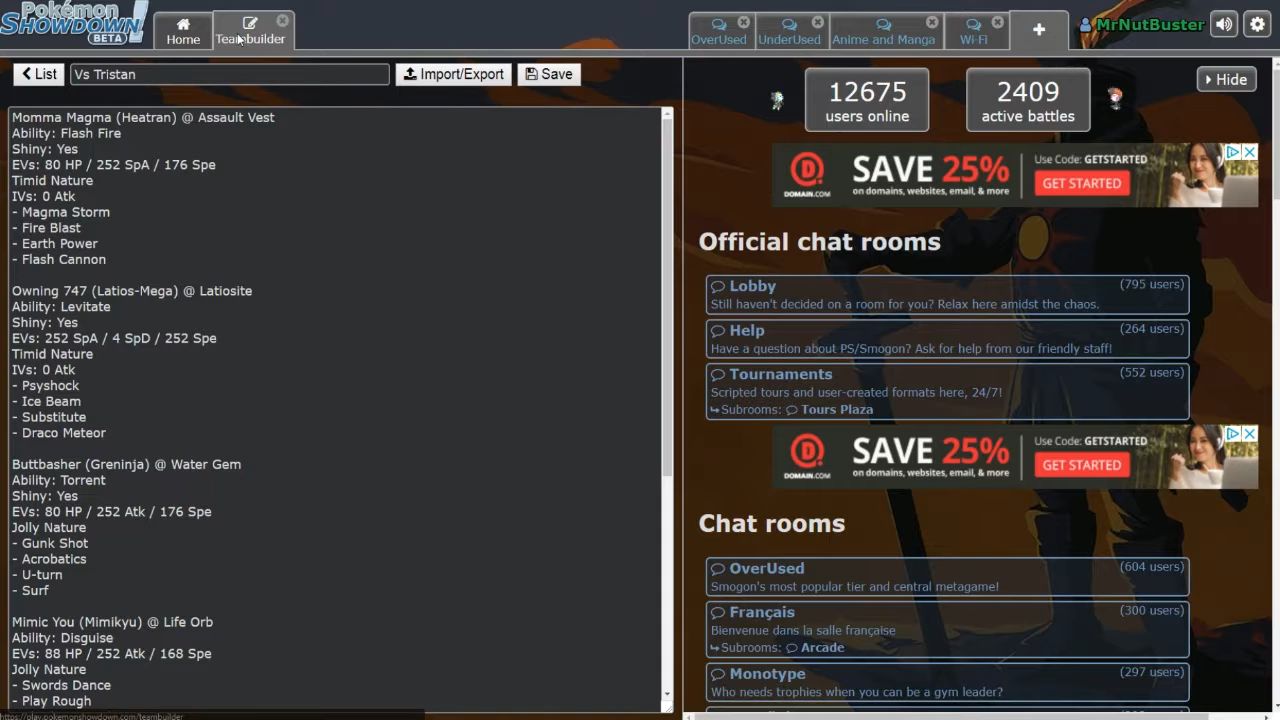 Pokémon
SHOWDOWN
BETA
Home
Teambuilder
OverUsed
UnderUsed
Anime and Manga
Wi-Fi
+
MrNutBuster
List
Vs Tristan
Import/Export
Save
Momma Magma (Heatran) @ Assault Vest
Ability: Flash Fire
Shiny: Yes
EVs: 80 HP / 252 SpA / 176 Spe
Timid Nature
IVs: 0 Atk
- Magma Storm
- Fire Blast
- Earth Power
- Flash Cannon
Owning 747 (Latios-Mega) @ Latiosite
Ability: Levitate
Shiny: Yes
EVs: 252 SpA / 4 SpD / 252 Spe
Timid Nature
IVs: 0 Atk
- Psyshock
- Ice Beam
- Substitute
- Draco Meteor
Buttbasher (Greninja) @ Water Gem
Ability: Torrent
Shiny: Yes
EVs: 80 HP / 252 Atk / 176 Spe
Jolly Nature
- Gunk Shot
- Acrobatics
- U-turn
- Surf
Mimic You (Mimikyu) @ Life Orb
Ability: Disguise
EVs: 88 HP / 252 Atk / 168 Spe
Jolly Nature
- Swords Dance
- Play Rough
https://play.pokemonshowdown.com/teambuilder
12675
users online
2409
active battles
Hide
DOMAIN.COM
SAVE 25%
on domains, websites, email, & more
Use Code: GETSTARTED
GET STARTED
Official chat rooms
Lobby (795 users)
Still haven't decided on a room for you? Relax here amidst the chaos.
Help (264 users)
Have a question about PS/Smogon? Ask for help from our friendly staff!
Tournaments (552 users)
Scripted tours and user-created formats here, 24/7!
Subrooms: Tours Plaza
DOMAIN.COM
SAVE 25%
on domains, websites, email, & more
Use Code: GETSTARTED
GET STARTED
Chat rooms
OverUsed (604 users)
Smogon's most popular tier and central metagame!
Français (300 users)
Bienvenue dans la salle française
Subrooms: Arcade
Monotype (297 users)
Who needs trophies when you can be a gym leader?